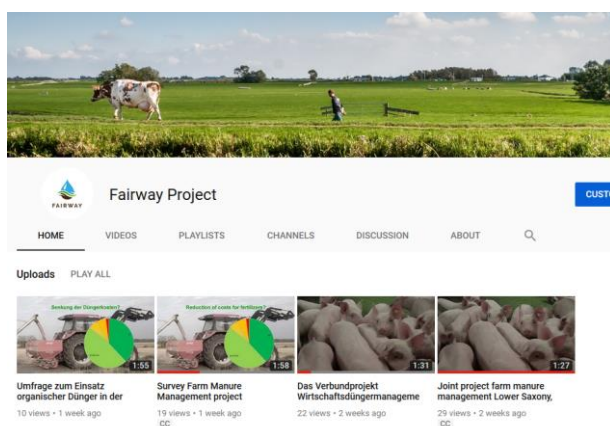 FAIRWAY
Fairway Project
CUSTO
HOME VIDEOS PLAYLISTS CHANNELS DISCUSSION ABOUT
Uploads PLAY ALL
Senkung der Düngerkosten?
1:55
Reduction of costs for fertilizers?
1:58
1:31
1:27
Umfrage zum Einsatz
organischer Dünger in der
10 views • 1 week ago
Survey Farm Manure
Management project
19 views • 1 week ago
CC
Das Verbundprojekt
Wirtschaftsdüngermanageme
22 views • 2 weeks ago
Joint project farm manure
management Lower Saxony,
29 views • 2 weeks ago
CC